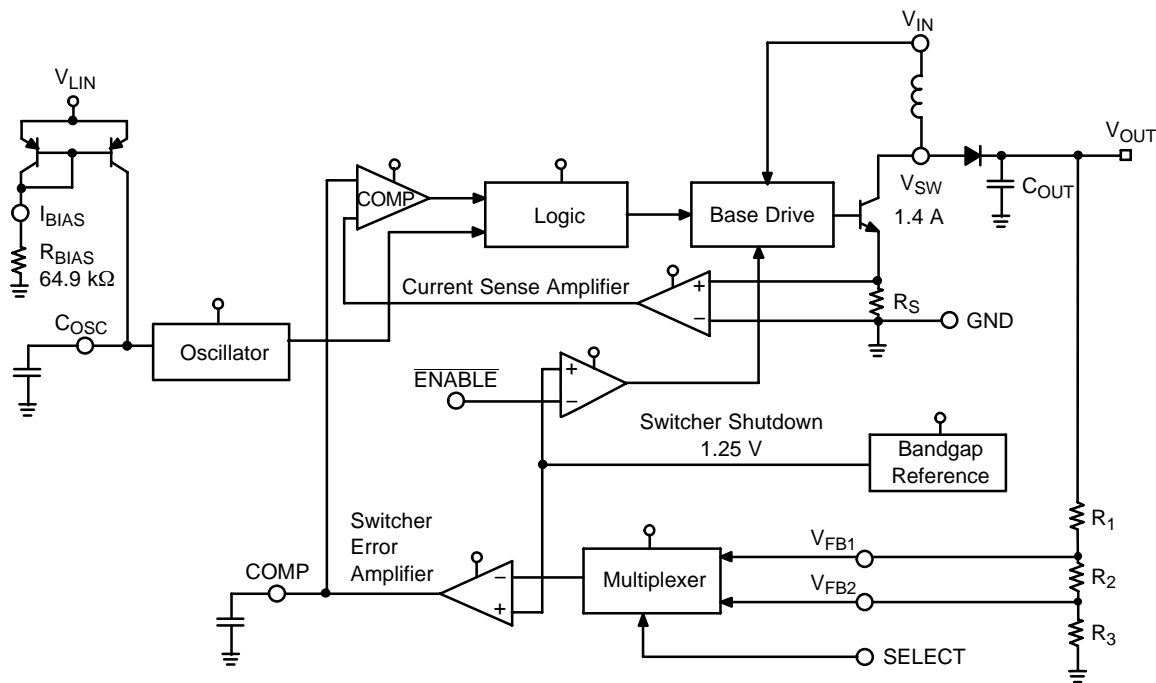 V_IN
V_LIN
V_OUT
COMP
Logic
Base Drive
V_SW
1.4 A
C_OUT
I_BIAS
R_BIAS
64.9 kΩ
Current Sense Amplifier
+
−
R_S
GND
C_OSC
Oscillator
ENABLE
+
−
Switcher Shutdown
1.25 V
Bandgap
Reference
Switcher
Error
Amplifier
COMP
−
+
Multiplexer
V_FB1
V_FB2
R_1
R_2
R_3
SELECT